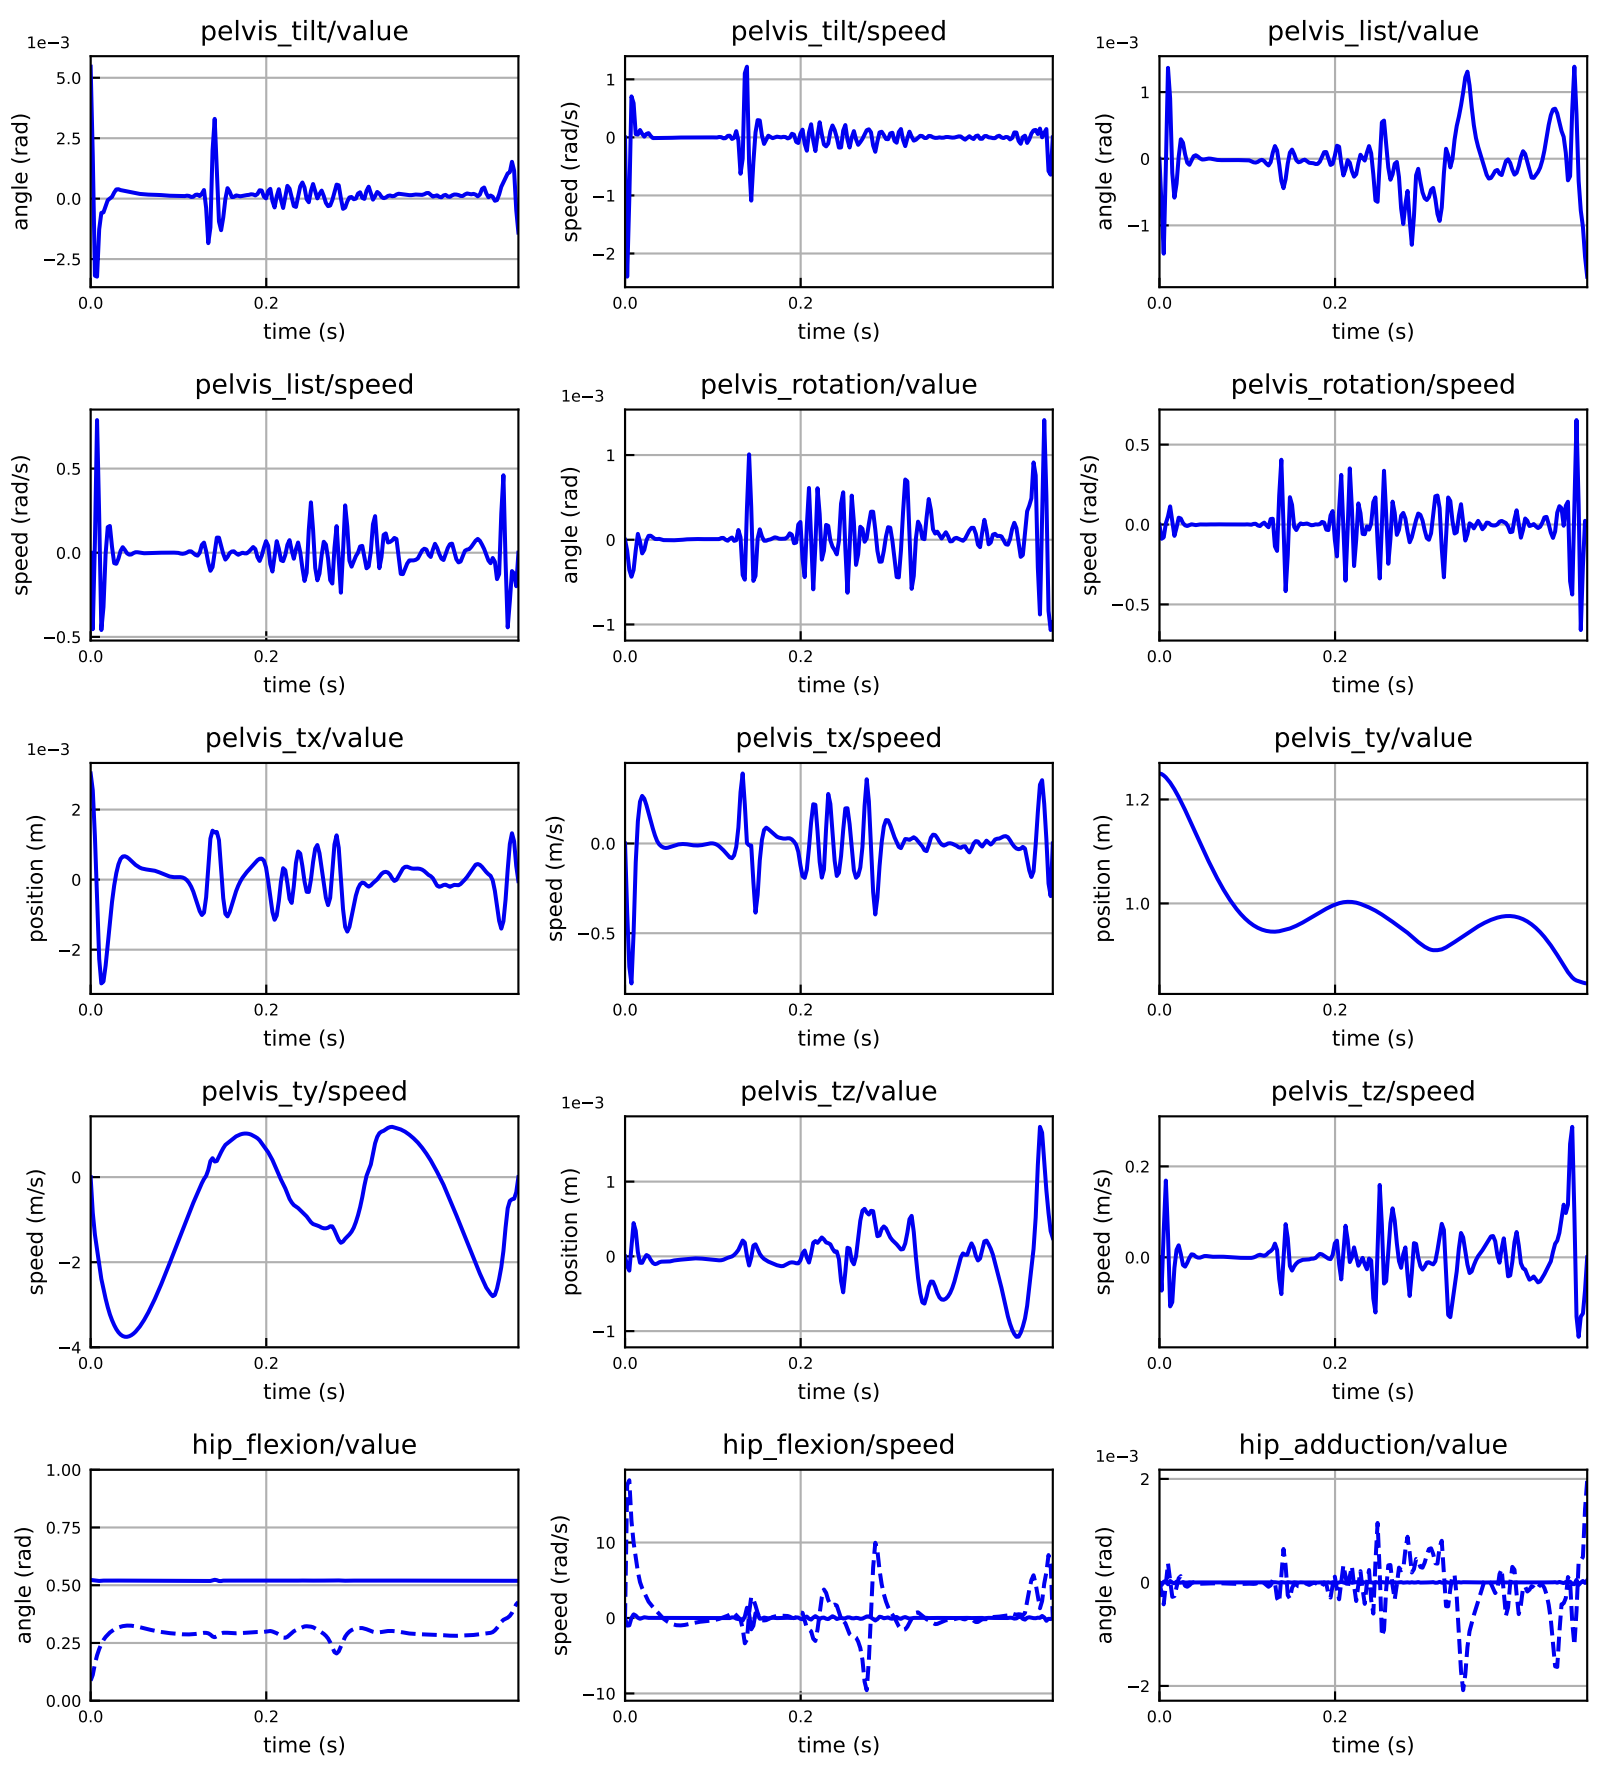 pelvis_tilt/value
1e−3
5.0
2.5
0.0
−2.5
angle (rad)
0.0
0.2
time (s)
pelvis_tilt/speed
1
0
−1
−2
speed (rad/s)
0.0
0.2
time (s)
pelvis_list/value
1e−3
1
0
−1
angle (rad)
0.0
0.2
time (s)
pelvis_list/speed
0.5
0.0
−0.5
speed (rad/s)
0.0
0.2
time (s)
pelvis_rotation/value
1e−3
1
0
−1
angle (rad)
0.0
0.2
time (s)
pelvis_rotation/speed
0.5
0.0
−0.5
speed (rad/s)
0.0
0.2
time (s)
pelvis_tx/value
1e−3
2
0
−2
position (m)
0.0
0.2
time (s)
pelvis_tx/speed
0.0
−0.5
speed (m/s)
0.0
0.2
time (s)
pelvis_ty/value
1.2
1.0
position (m)
0.0
0.2
time (s)
pelvis_ty/speed
0
−2
−4
speed (m/s)
0.0
0.2
time (s)
pelvis_tz/value
1e−3
1
0
−1
position (m)
0.0
0.2
time (s)
pelvis_tz/speed
0.2
0.0
speed (m/s)
0.0
0.2
time (s)
hip_flexion/value
1.00
0.75
0.50
0.25
0.00
angle (rad)
0.0
0.2
time (s)
hip_flexion/speed
10
0
−10
speed (rad/s)
0.0
0.2
time (s)
hip_adduction/value
1e−3
2
0
−2
angle (rad)
0.0
0.2
time (s)